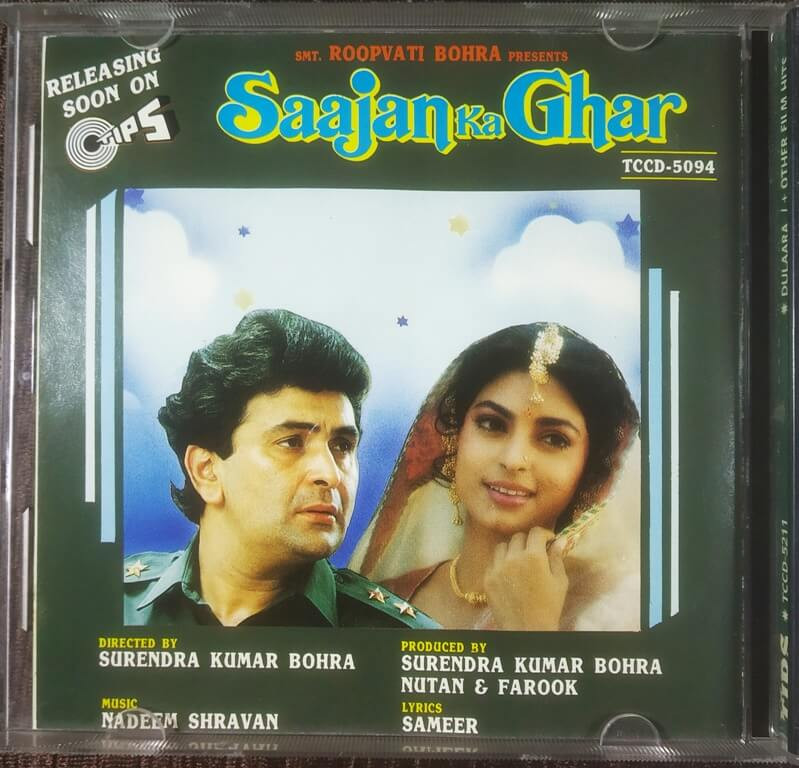 RELEASING
SOON ON
TIPS
SMT. ROOPVATI BOHRA PRESENTS
Saajan Ka Ghar
TCCD-5094
DIRECTED BY
SURENDRA KUMAR BOHRA
MUSIC
NADEEM SHRAVAN
PRODUCED BY
SURENDRA KUMAR BOHRA
NUTAN & FAROOK
LYRICS
SAMEER
TIPS * TCCD-5211 * DULAARA I + OTHER FILM HITS